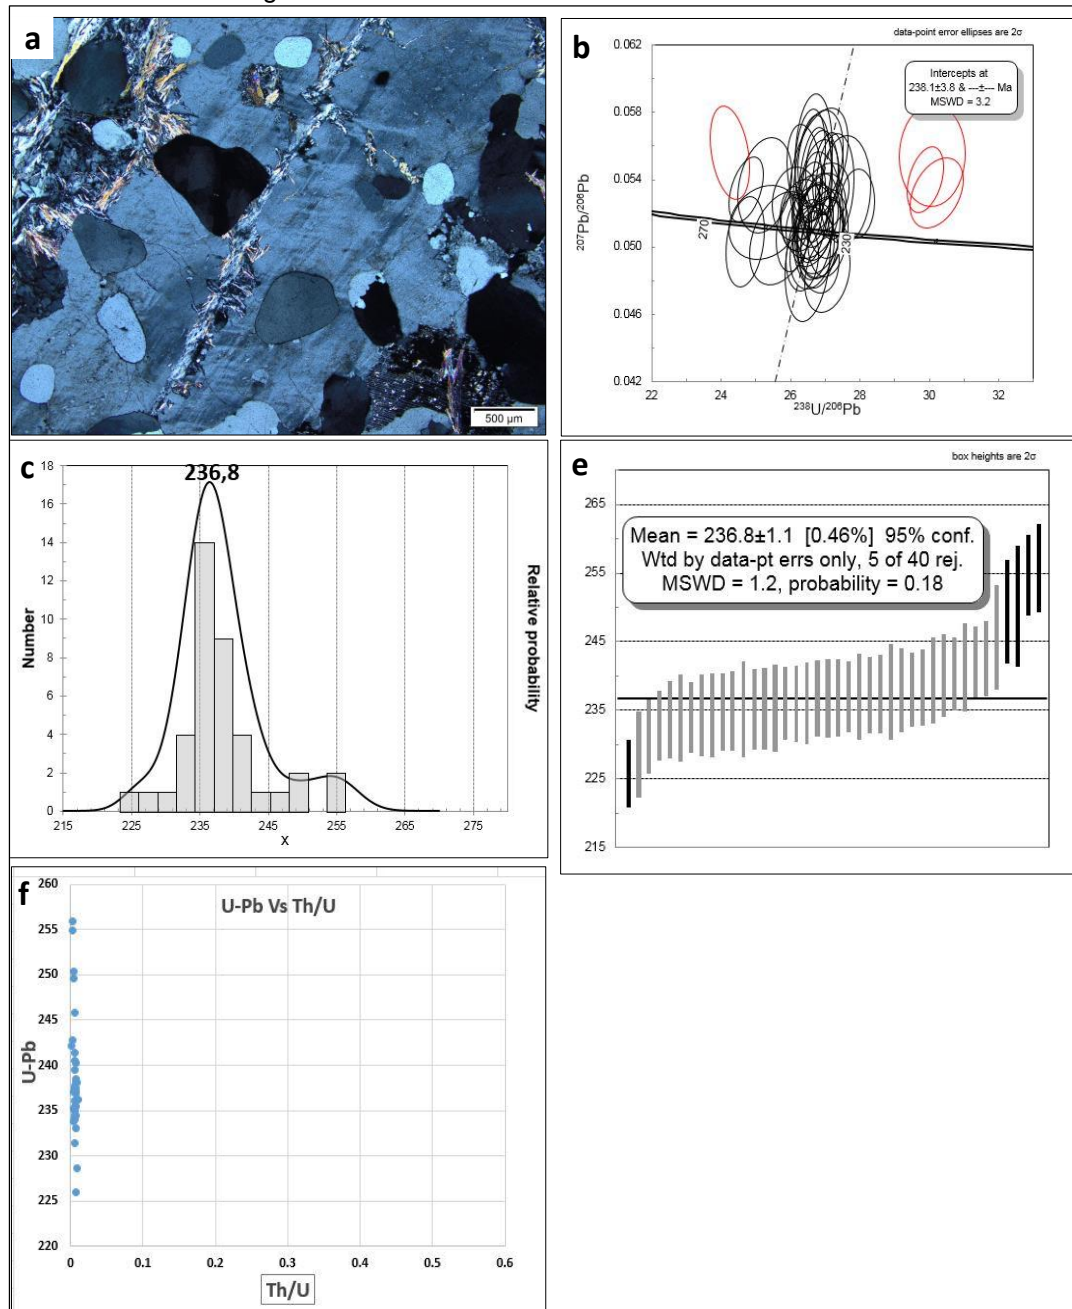 a
500 µm
b
data-point error ellipses are 2σ
Intercepts at
238.1±3.8 & ---±--- Ma
MSWD = 3.2
207Pb/206Pb
0.062
0.058
0.054
0.050
0.046
0.042
270
230
22
24
26
28
30
32
238U/206Pb
c
236,8
Number
18
16
14
12
10
8
6
4
2
0
215
225
235
245
255
265
275
x
Relative probability
e
box heights are 2σ
Mean = 236.8±1.1 [0.46%] 95% conf.
Wtd by data-pt errs only, 5 of 40 rej.
MSWD = 1.2, probability = 0.18
265
255
245
235
225
215
f
U-Pb Vs Th/U
U-Pb
260
255
250
245
240
235
230
225
220
0
0.1
0.2
0.3
0.4
0.5
0.6
Th/U